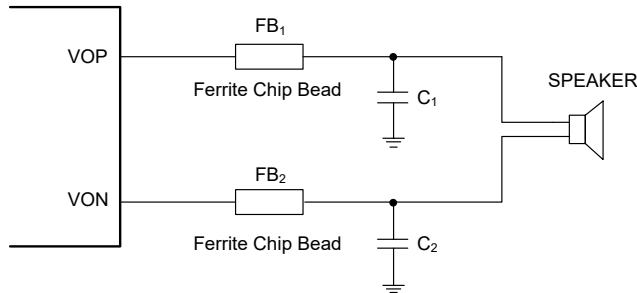 FB₁
VOP
SPEAKER
Ferrite Chip Bead
C₁
FB₂
VON
Ferrite Chip Bead
C₂